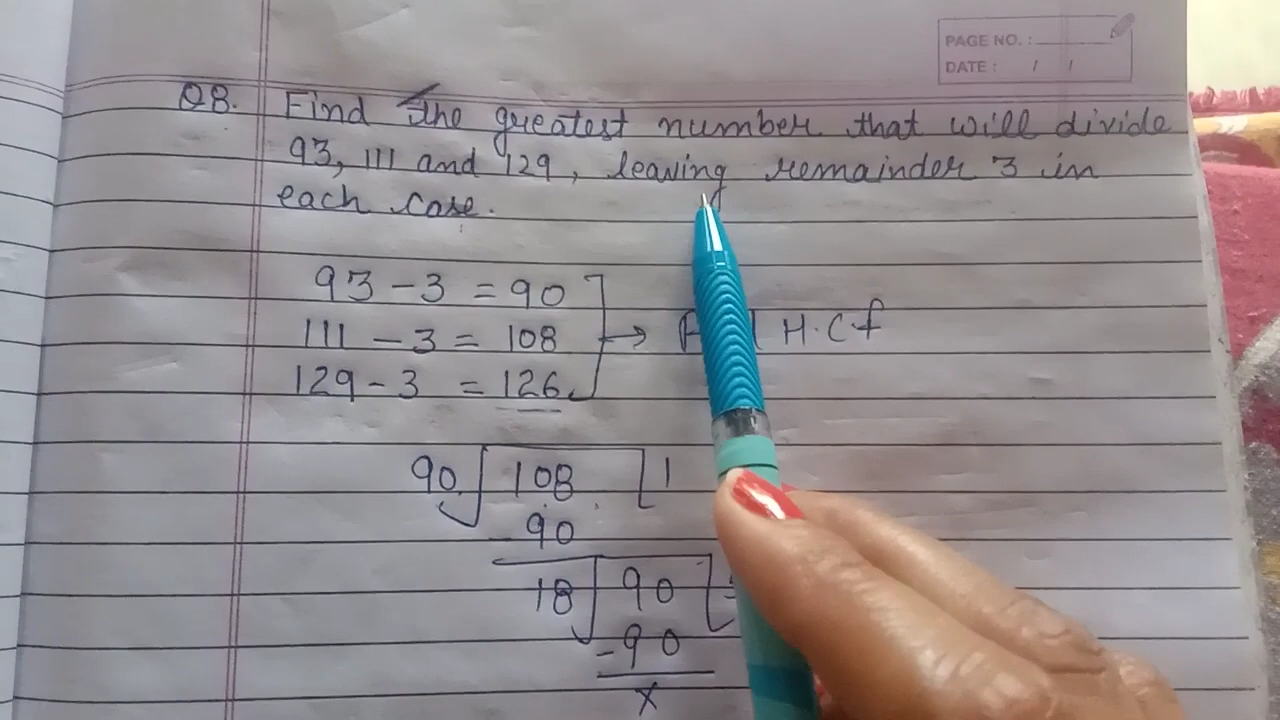 PAGE NO. :
DATE : / /
Q8. Find the greatest number that will divide
93, 111 and 129, leaving remainder 3 in
each case.
93 - 3 = 90
111 - 3 = 108 → H.C.f
129 - 3 = 126
90 108 1
- 90
18 90
- 90
x